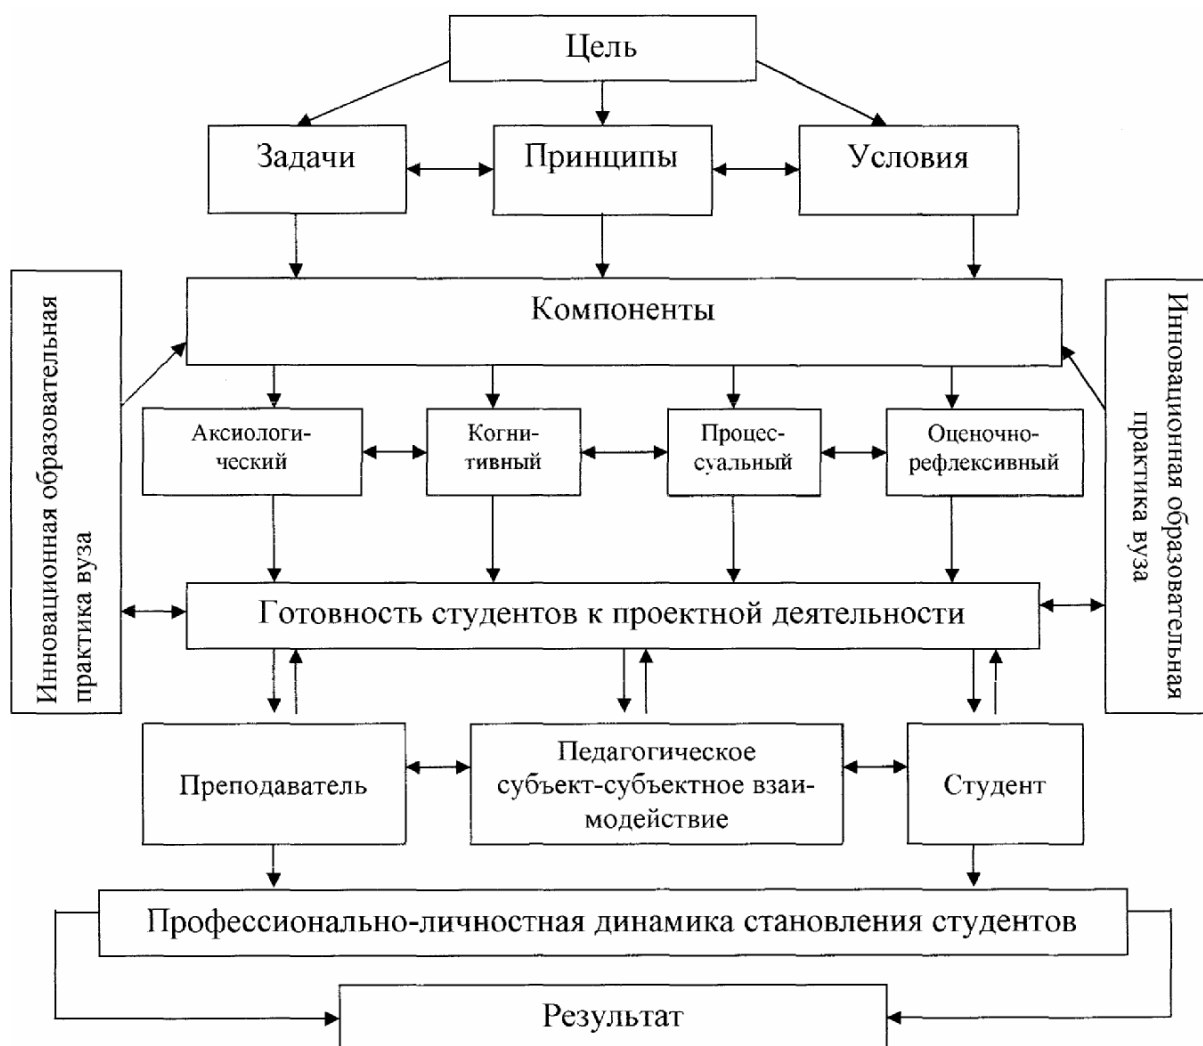 Цель
Задачи
Принципы
Условия
Компоненты
Инновационная образовательная
практика вуза
Инновационная образовательная
практика вуза
Аксиологи-
ческий
Когни-
тивный
Процес-
суальный
Оценочно-
рефлексивный
Готовность студентов к проектной деятельности
Преподаватель
Педагогическое
субъект-субъектное взаи-
модействие
Студент
Профессионально-личностная динамика становления студентов
Результат